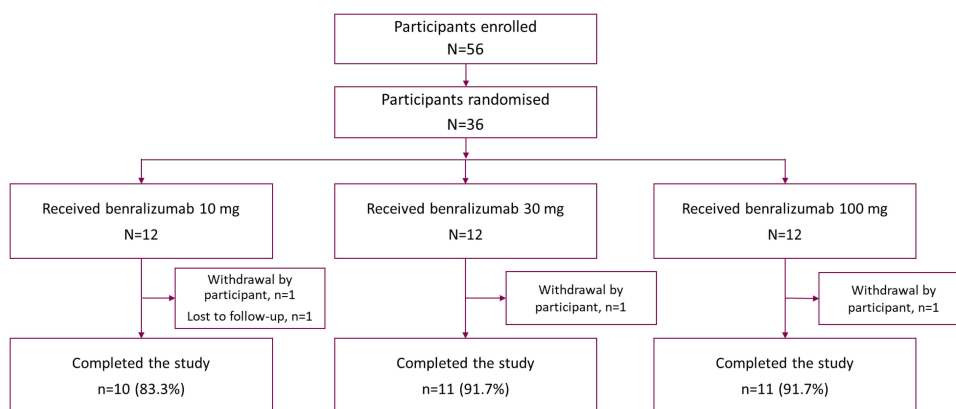 Participants enrolled
N=56
Participants randomised
N=36
Received benralizumab 10 mg
N=12
Received benralizumab 30 mg
N=12
Received benralizumab 100 mg
N=12
Withdrawal by
participant, n=1
Lost to follow-up, n=1
Withdrawal by
participant, n=1
Withdrawal by
participant, n=1
Completed the study
n=10 (83.3%)
Completed the study
n=11 (91.7%)
Completed the study
n=11 (91.7%)